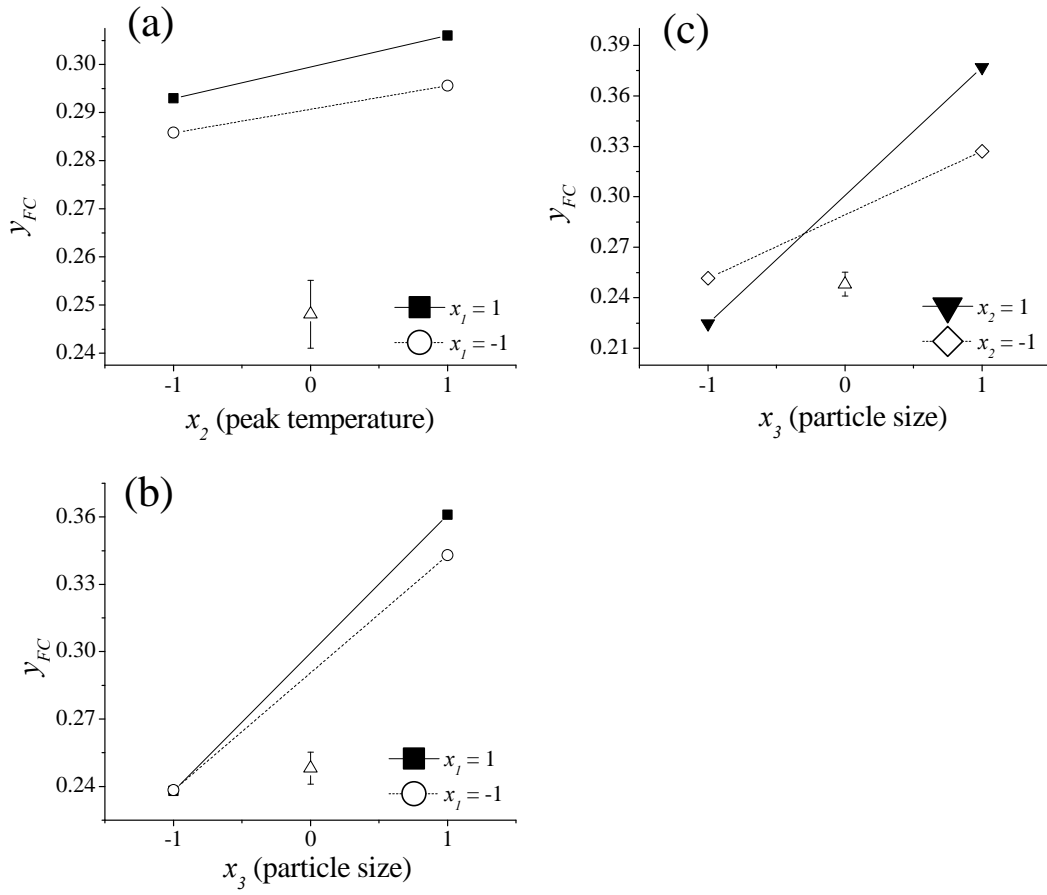 (a)
0.30
0.29
0.28
0.27
0.26
0.25
0.24
y_FC
-1 0 1
x_2 (peak temperature)
x_1 = 1
x_1 = -1
(c)
0.39
0.36
0.33
0.30
0.27
0.24
0.21
y_FC
-1 0 1
x_3 (particle size)
x_2 = 1
x_2 = -1
(b)
0.36
0.33
0.30
0.27
0.24
y_FC
-1 0 1
x_3 (particle size)
x_1 = 1
x_1 = -1